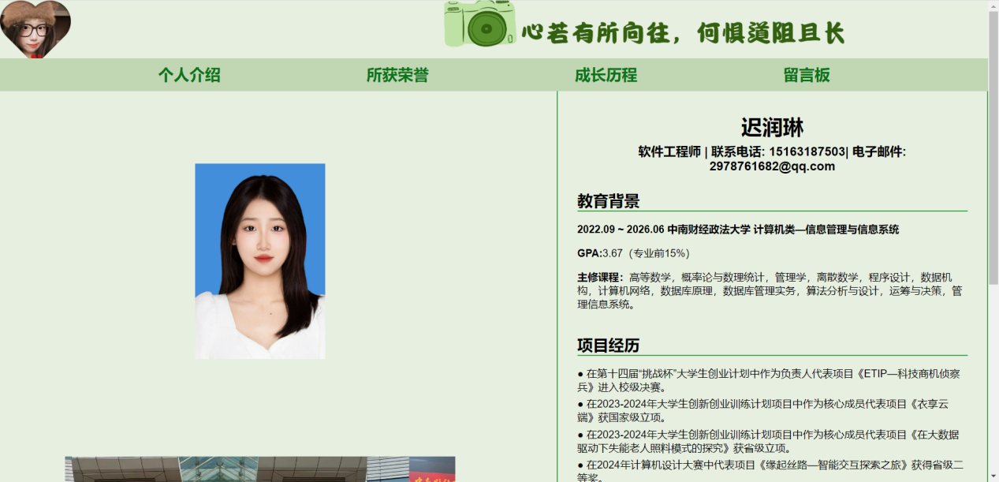 心若有所向往，何惧道阻且长
个人介绍
所获荣誉
成长历程
留言板
迟润琳
软件工程师 | 联系电话: 15163187503| 电子邮件:
2978761682@qq.com
教育背景
2022.09 ~ 2026.06 中南财经政法大学 计算机类—信息管理与信息系统
GPA:3.67（专业前15%）
主修课程：高等数学，概率论与数理统计，管理学，离散数学，程序设计，数据机
构，计算机网络，数据库原理，数据库管理实务，算法分析与设计，运筹与决策，管
理信息系统。
项目经历
● 在第十四届“挑战杯”大学生创业计划中作为负责人代表项目《ETIP—科技商机侦察
兵》进入校级决赛。
● 在2023-2024年大学生创新创业训练计划项目中作为核心成员代表项目《衣享云
端》获国家级立项。
● 在2023-2024年大学生创新创业训练计划项目中作为核心成员代表项目《在大数据
驱动下失能老人照料模式的探究》获省级立项。
● 在2024年计算机设计大赛中代表项目《缘起丝路—智能交互探索之旅》获得省级二
等奖。